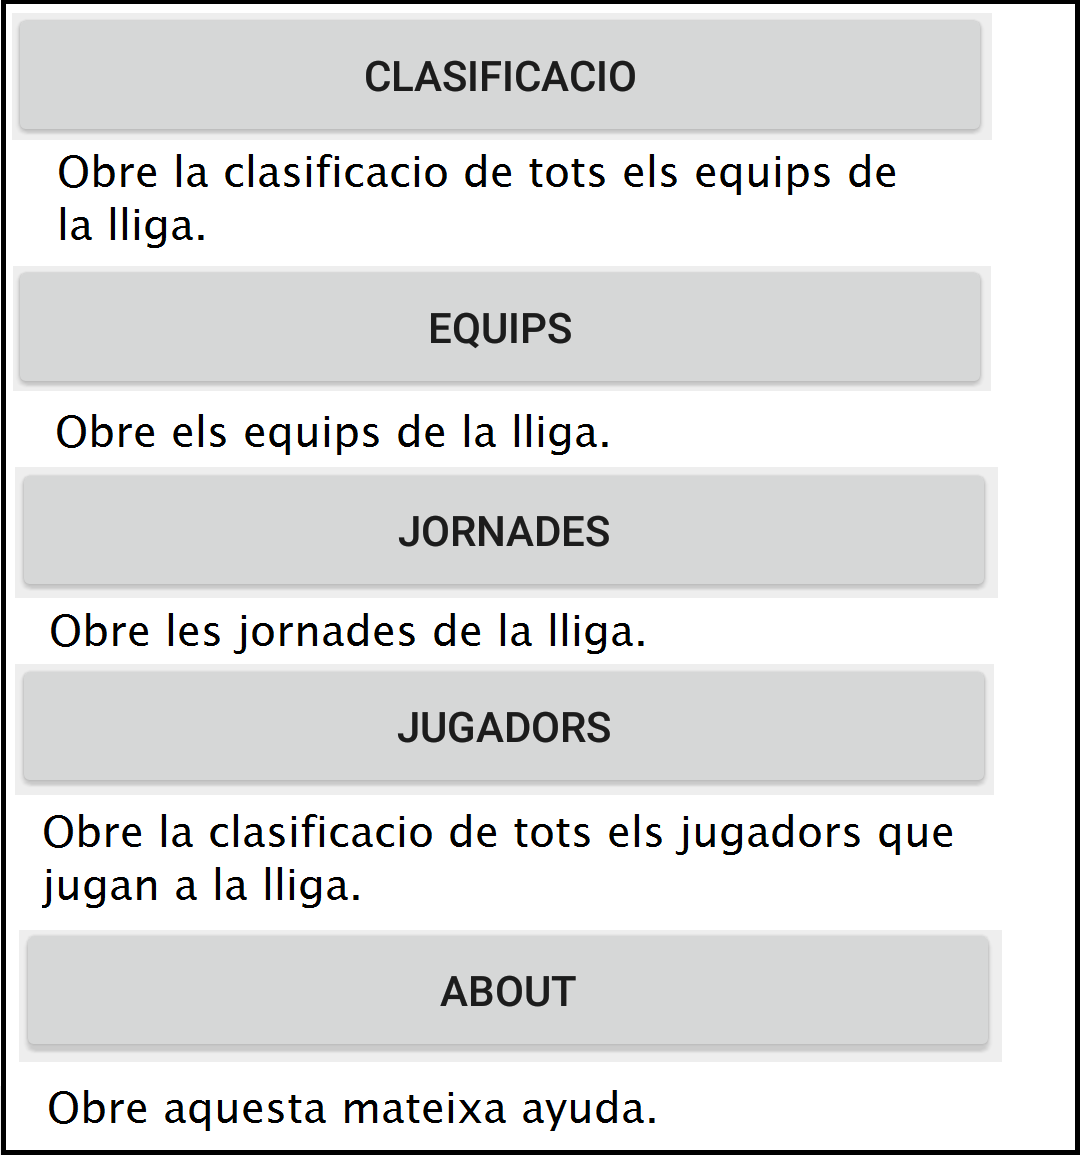 CLASIFICACIO
Obre la clasificacio de tots els equips de
la lliga.
EQUIPS
Obre els equips de la lliga.
JORNADES
Obre les jornades de la lliga.
JUGADORS
Obre la clasificacio de tots els jugadors que
jugan a la lliga.
ABOUT
Obre aquesta mateixa ayuda.